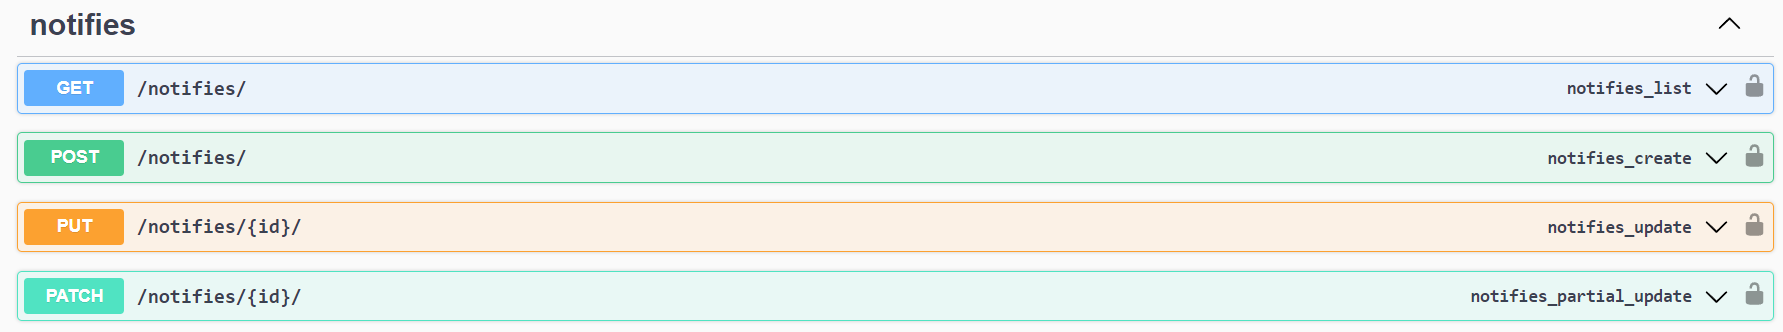 notifies
GET /notifies/ notifies_list
POST /notifies/ notifies_create
PUT /notifies/{id}/ notifies_update
PATCH /notifies/{id}/ notifies_partial_update